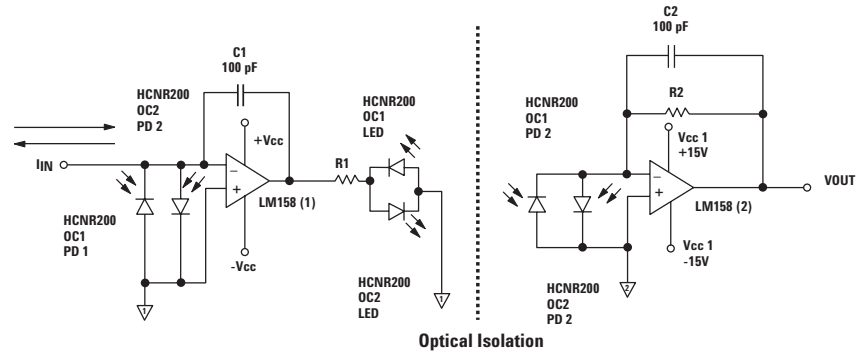 C1
100 pF
HCNR200
OC2
PD 2
+Vcc
HCNR200
OC1
LED
IIN
R1
−
+
LM158 (1)
HCNR200
OC1
PD 1
-Vcc
HCNR200
OC2
LED
1
1
C2
100 pF
R2
HCNR200
OC1
PD 2
Vcc 1
+15V
−
+
VOUT
LM158 (2)
Vcc 1
-15V
2
HCNR200
OC2
PD 2
Optical Isolation